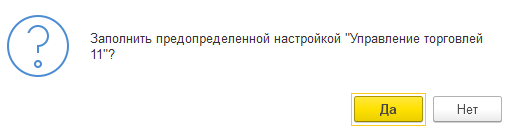 Заполнить предопределенной настройкой "Управление торговлей
11"?
Да
Нет